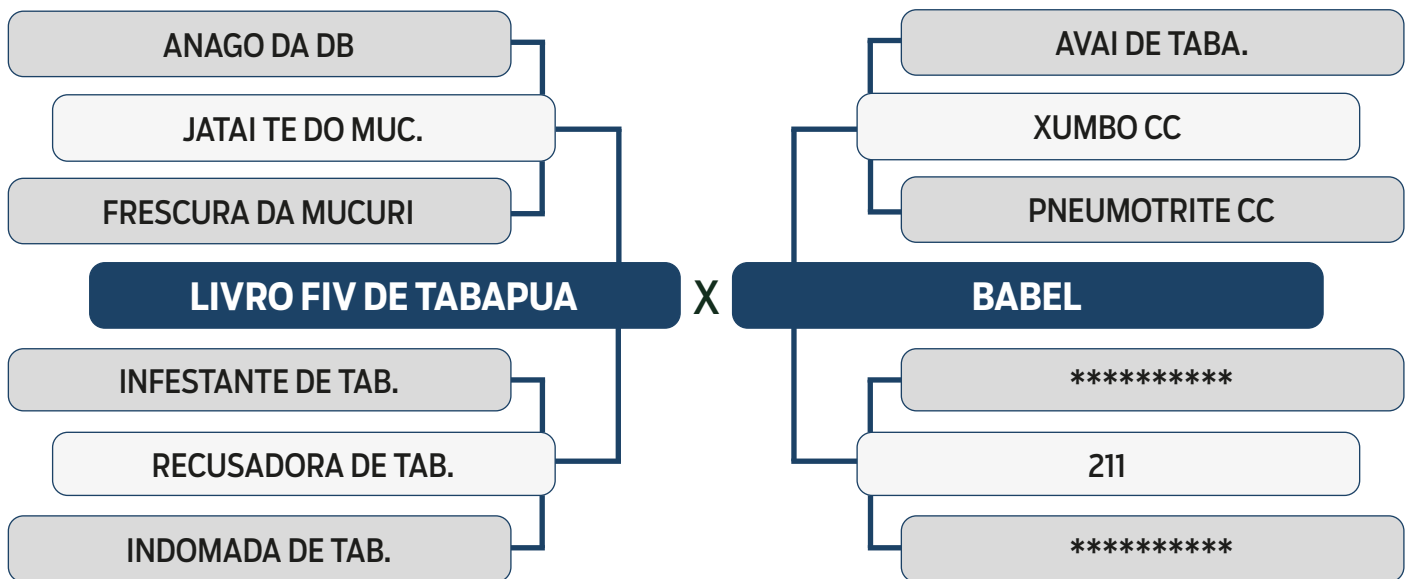 ANAGO DA DB
JATAI TE DO MUC.
FRESCURA DA MUCURI
LIVRO FIV DE TABAPUA
INFESTANTE DE TAB.
RECUSADORA DE TAB.
INDOMADA DE TAB.
X
AVAI DE TABA.
XUMBO CC
PNEUMOTRITE CC
BABEL
**********
211
**********